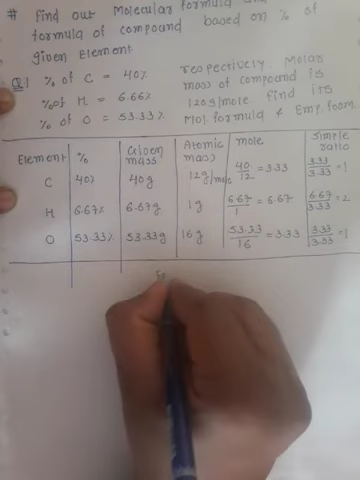 # Find out Molecular formula and
formula of compound based on % of
given Element
Q1 % of C = 40% respectively. Molar
% of H = 6.66% mass of compound is
% of O = 53.33% 120g/mole find its
Mol. formula & Emp. form.
Element % Given mass Atomic mass mole Simple ratio
C 40% 40g 12g/mole 40/12 = 3.33 3.33/3.33 = 1
H 6.67% 6.67g 1g 6.67/1 = 6.67 6.67/3.33 = 2
O 53.33% 53.33g 16g 53.33/16 = 3.33 3.33/3.33 = 1